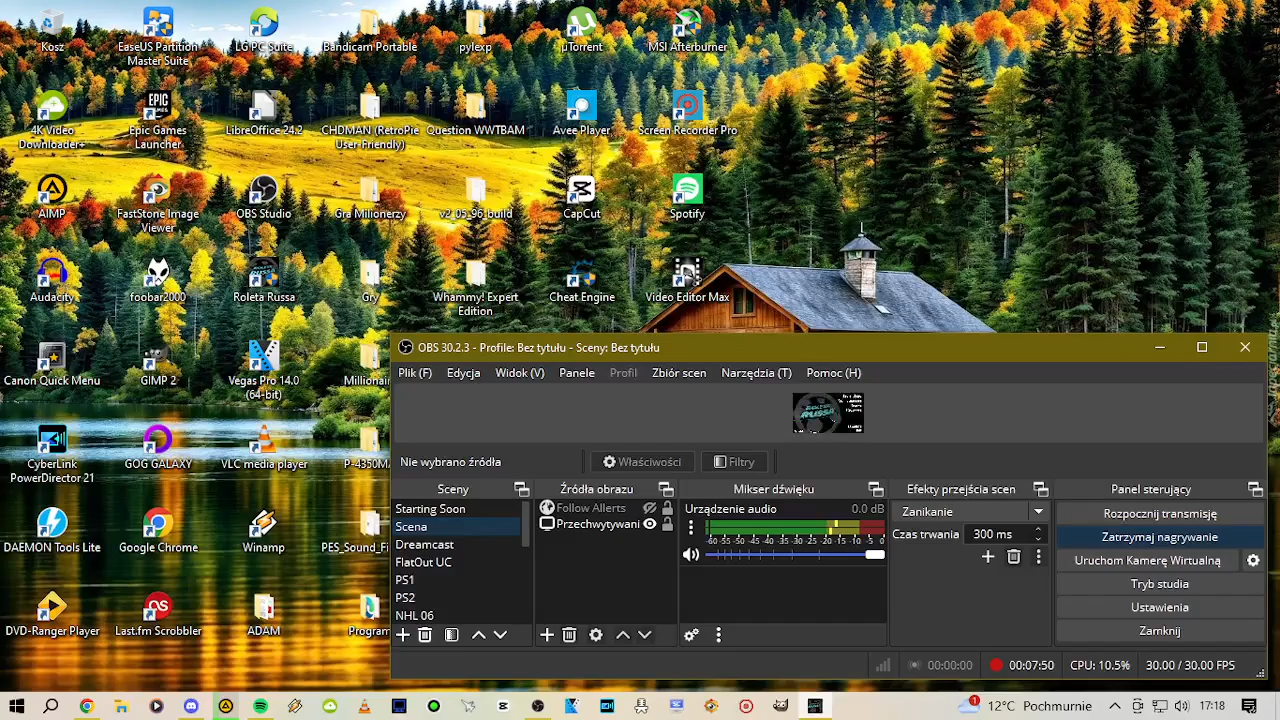 Kosz
EaseUS Partition
Master Suite
LG PC Suite
Bandicam Portable
pylexp
µTorrent
MSI Afterburner
4K Video
Downloader+
EPIC
GAMES
Epic Games
Launcher
LibreOffice 24.2
CHDMAN (RetroPie
User-Friendly)
Question WWTBAM
Avee Player
Screen Recorder Pro
AIMP
FastStone Image
Viewer
OBS Studio
Gra Milionerzy
v2_05_96_build
CapCut
Spotify
Audacity
foobar2000
Roleta Russa
Gry
Whammy! Expert
Edition
Cheat Engine
Video Editor Max
Canon Quick Menu
GIMP 2
Vegas Pro 14.0
(64-bit)
Millionair
CyberLink
PowerDirector 21
GOG GALAXY
VLC media player
P-4350MA
DAEMON Tools Lite
Google Chrome
Winamp
PES_Sound_Fi
DVD-Ranger Player
Last.fm Scrobbler
ADAM
Program
OBS 30.2.3 - Profile: Bez tytułu - Sceny: Bez tytułu
Plik (F)
Edycja
Widok (V)
Panele
Profil
Zbiór scen
Narzędzia (T)
Pomoc (H)
RUSSA
Nie wybrano źródła
Właściwości
Filtry
Sceny
Źródła obrazu
Mikser dźwięku
Efekty przejścia scen
Panel sterujący
Starting Soon
Scena
Dreamcast
FlatOut UC
PS1
PS2
NHL 06
Follow Allerts
Przechwytywani
Urządzenie audio
0.0 dB
-60 -55 -50 -45 -40 -35 -30 -25 -20 -15 -10 -5 0
Zanikanie
Czas trwania
300 ms
Rozpocznij transmisję
Zatrzymaj nagrywanie
Uruchom Kamerę Wirtualną
Tryb studia
Ustawienia
Zamknij
00:00:00
00:07:50
CPU: 10.5%
30.00 / 30.00 FPS
1
12°C
Pochmurnie
17:18